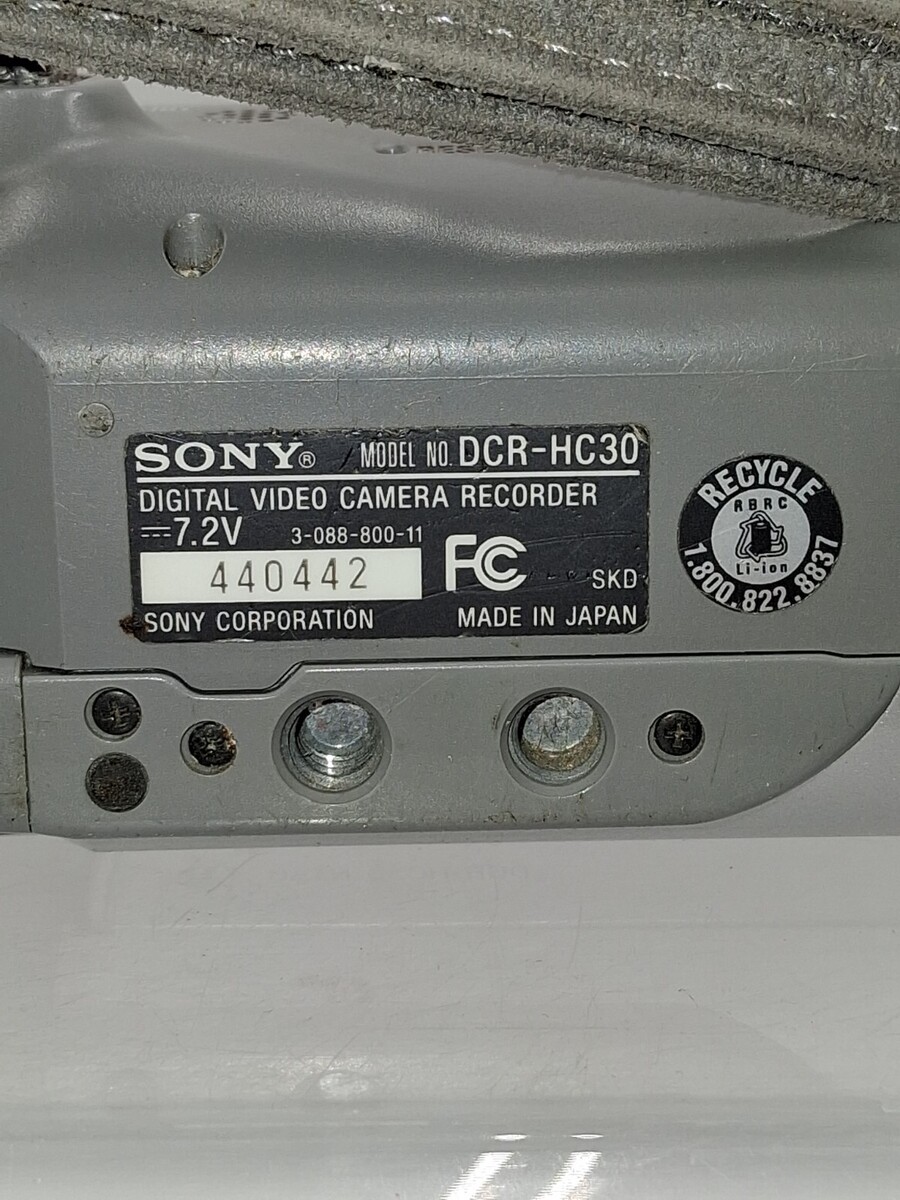 SONY® MODEL NO. DCR-HC30
DIGITAL VIDEO CAMERA RECORDER
⎓7.2V 3-088-800-11
440442
FC SKD
SONY CORPORATION MADE IN JAPAN
RECYCLE
RBRC
Li-ion
1.800.822.8837